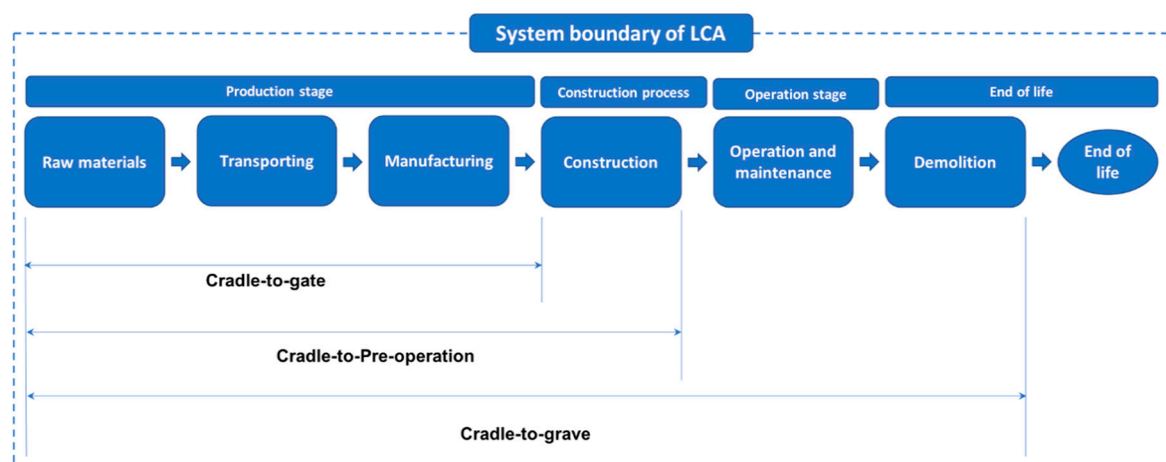 System boundary of LCA
Production stage
Construction process
Operation stage
End of life
Raw materials
Transporting
Manufacturing
Construction
Operation and
maintenance
Demolition
End of
life
Cradle-to-gate
Cradle-to-Pre-operation
Cradle-to-grave